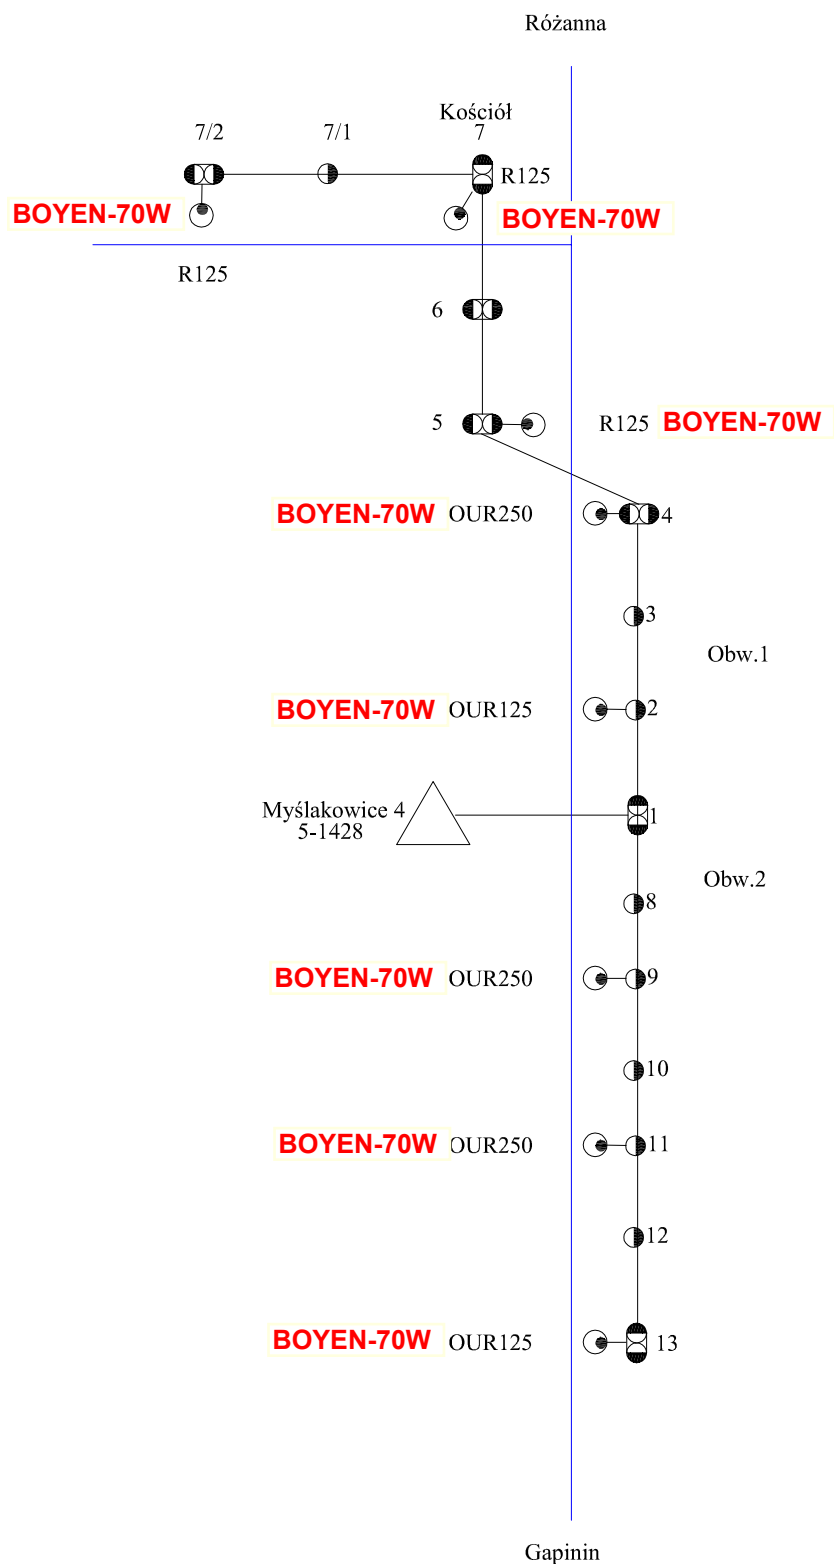 Różanna
Kościół
7/2
7/1
7
R125
BOYEN-70W
BOYEN-70W
R125
6
5
R125
BOYEN-70W
BOYEN-70W
OUR250
4
3
Obw.1
BOYEN-70W
OUR125
2
Myślakowice 4
5-1428
1
Obw.2
8
BOYEN-70W
OUR250
9
10
BOYEN-70W
OUR250
11
12
BOYEN-70W
OUR125
13
Gapinin